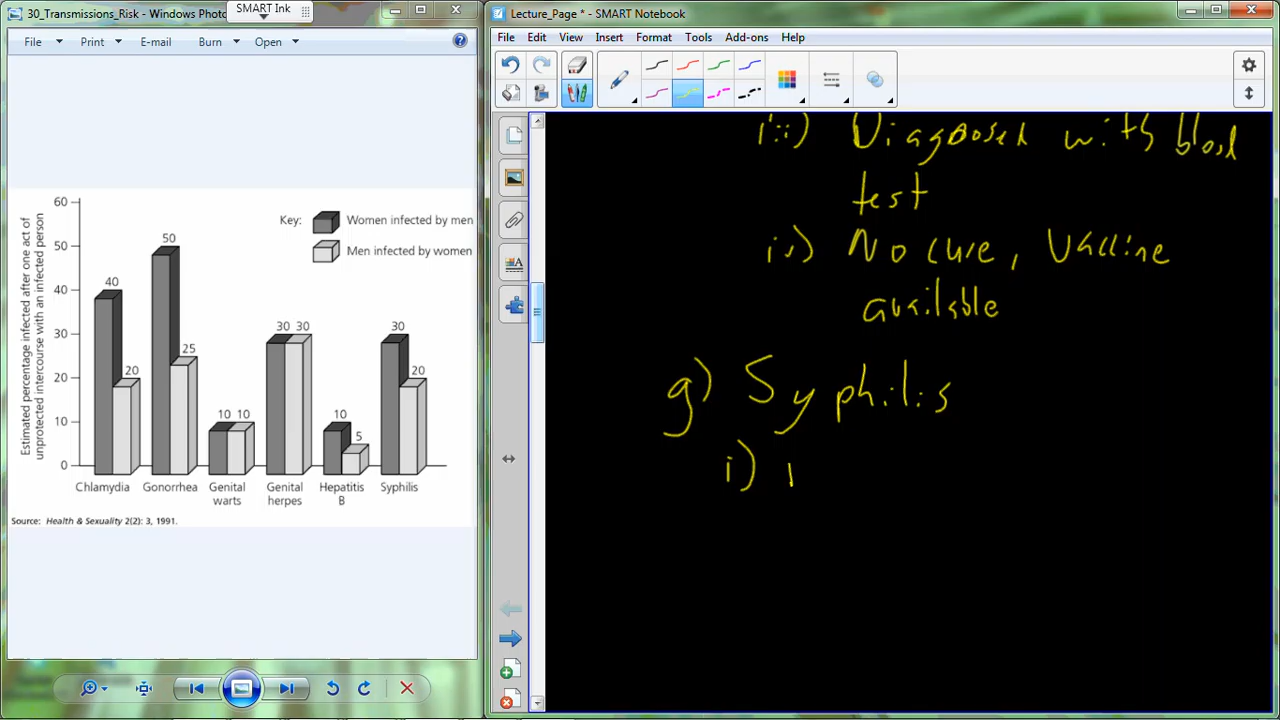 30_Transmissions_Risk - Windows Photo
SMART Ink
File Print E-mail Burn Open
Estimated percentage infected after one act of
unprotected intercourse with an infected person
60
50
40
30
20
10
0
Key: Women infected by men
Men infected by women
40 20
50 25
10 10
30 30
10 5
30 20
Chlamydia Gonorrhea Genital warts Genital herpes Hepatitis B Syphilis
Source: Health & Sexuality 2(2): 3, 1991.
Lecture_Page * - SMART Notebook
File Edit View Insert Format Tools Add-ons Help
iii) Diagnosed with blood
test
iv) No cure, vaccine
available
g) Syphilis
i)